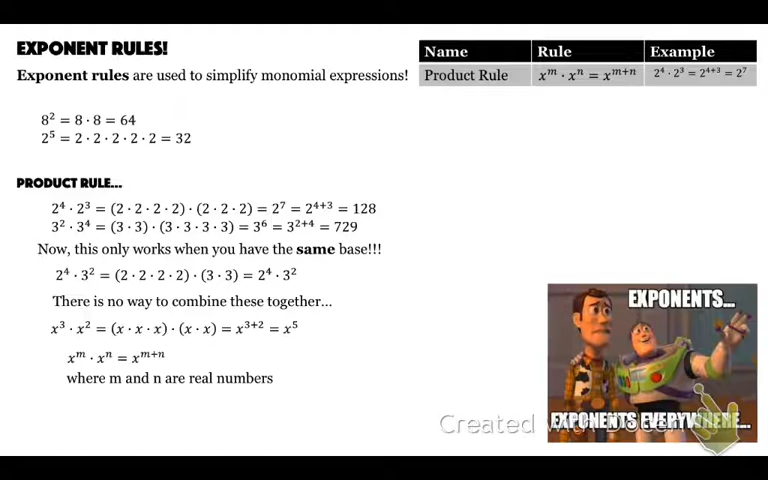 EXPONENT RULES!
Exponent rules are used to simplify monomial expressions!
8² = 8 · 8 = 64
2⁵ = 2 · 2 · 2 · 2 · 2 = 32
PRODUCT RULE...
2⁴ · 2³ = (2 · 2 · 2 · 2) · (2 · 2 · 2) = 2⁷ = 2⁴⁺³ = 128
3² · 3⁴ = (3 · 3) · (3 · 3 · 3 · 3) = 3⁶ = 3²⁺⁴ = 729
Now, this only works when you have the same base!!!
2⁴ · 3² = (2 · 2 · 2 · 2) · (3 · 3) = 2⁴ · 3²
There is no way to combine these together...
x³ · x² = (x · x · x) · (x · x) = x³⁺² = x⁵
xᵐ · xⁿ = xᵐ⁺ⁿ
where m and n are real numbers
Name Rule Example
Product Rule xᵐ · xⁿ = xᵐ⁺ⁿ 2⁴ · 2³ = 2⁴⁺³ = 2⁷
EXPONENTS...
EXPONENTS EVERYWHERE...
Created with